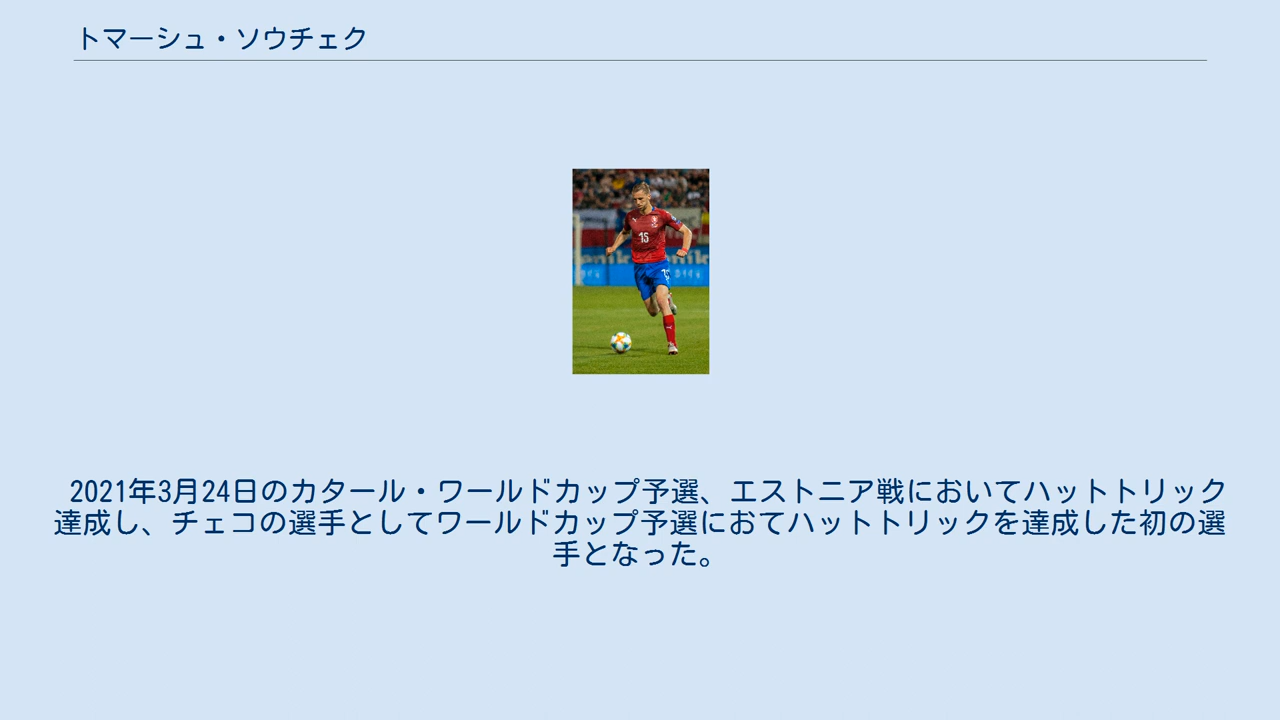 トマーシュ・ソウチェク
15
2021年3月24日のカタール・ワールドカップ予選、エストニア戦においてハットトリック
達成し、チェコの選手としてワールドカップ予選におてハットトリックを達成した初の選
手となった。